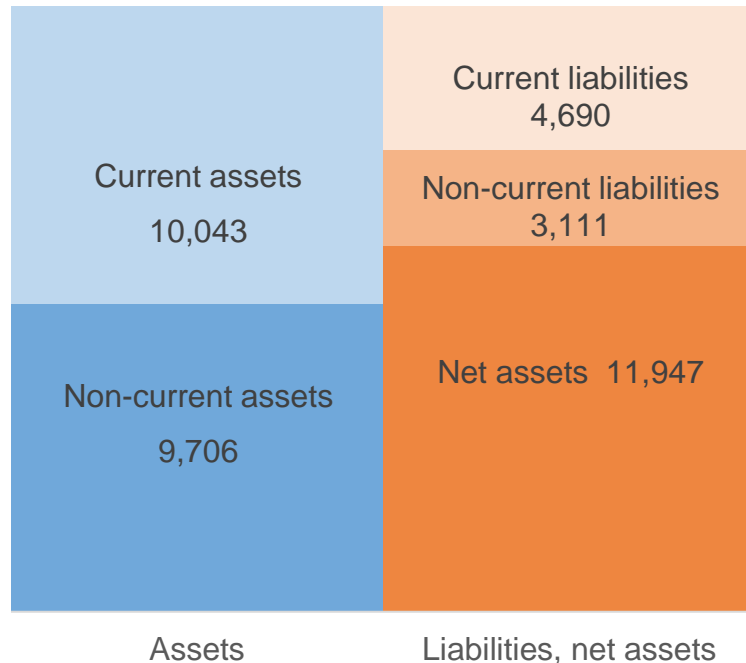 Current assets
10,043
Non-current assets
9,706
Current liabilities
4,690
Non-current liabilities
3,111
Net assets 11,947
Assets
Liabilities, net assets